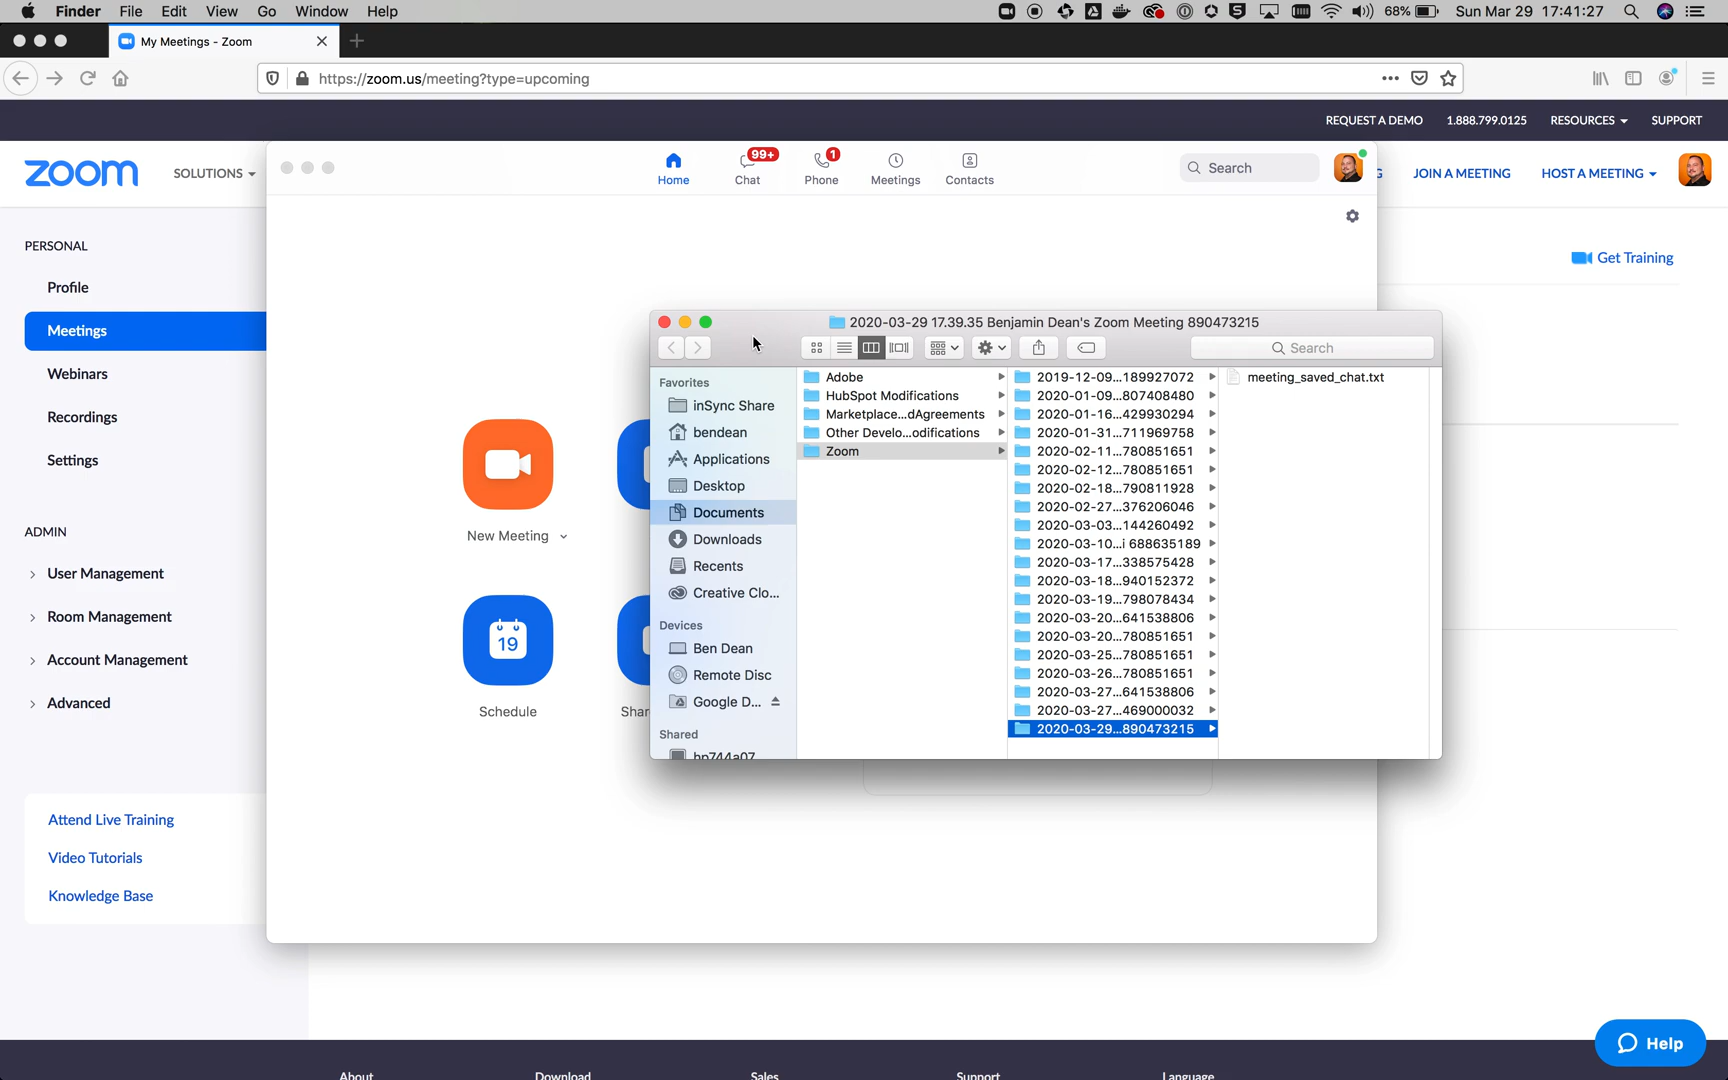 Finder File Edit View Go Window Help 68% Sun Mar 29 17:41:27
My Meetings - Zoom
https://zoom.us/meeting?type=upcoming
REQUEST A DEMO 1.888.799.0125 RESOURCES SUPPORT
zoom SOLUTIONS JOIN A MEETING HOST A MEETING
Home Chat 99+ Phone 1 Meetings Contacts Search
PERSONAL
Profile
Meetings
Webinars
Recordings
Settings
ADMIN
User Management
Room Management
Account Management
Advanced
Attend Live Training
Video Tutorials
Knowledge Base
Get Training
New Meeting
19
Schedule
Shar
2020-03-29 17.39.35 Benjamin Dean's Zoom Meeting 890473215
Search
Favorites
inSync Share
bendean
Applications
Desktop
Documents
Downloads
Recents
Creative Clo...
Devices
Ben Dean
Remote Disc
Google D...
Shared
hp744a07
Adobe
HubSpot Modifications
Marketplace...dAgreements
Other Develo...odifications
Zoom
2019-12-09...189927072
2020-01-09...807408480
2020-01-16...429930294
2020-01-31...711969758
2020-02-11...780851651
2020-02-12...780851651
2020-02-18...790811928
2020-02-27...376206046
2020-03-03...144260492
2020-03-10...i 688635189
2020-03-17...338575428
2020-03-18...940152372
2020-03-19...798078434
2020-03-20...641538806
2020-03-20...780851651
2020-03-25...780851651
2020-03-26...780851651
2020-03-27...641538806
2020-03-27...469000032
2020-03-29...890473215
meeting_saved_chat.txt
Help
About Download Sales Support Language